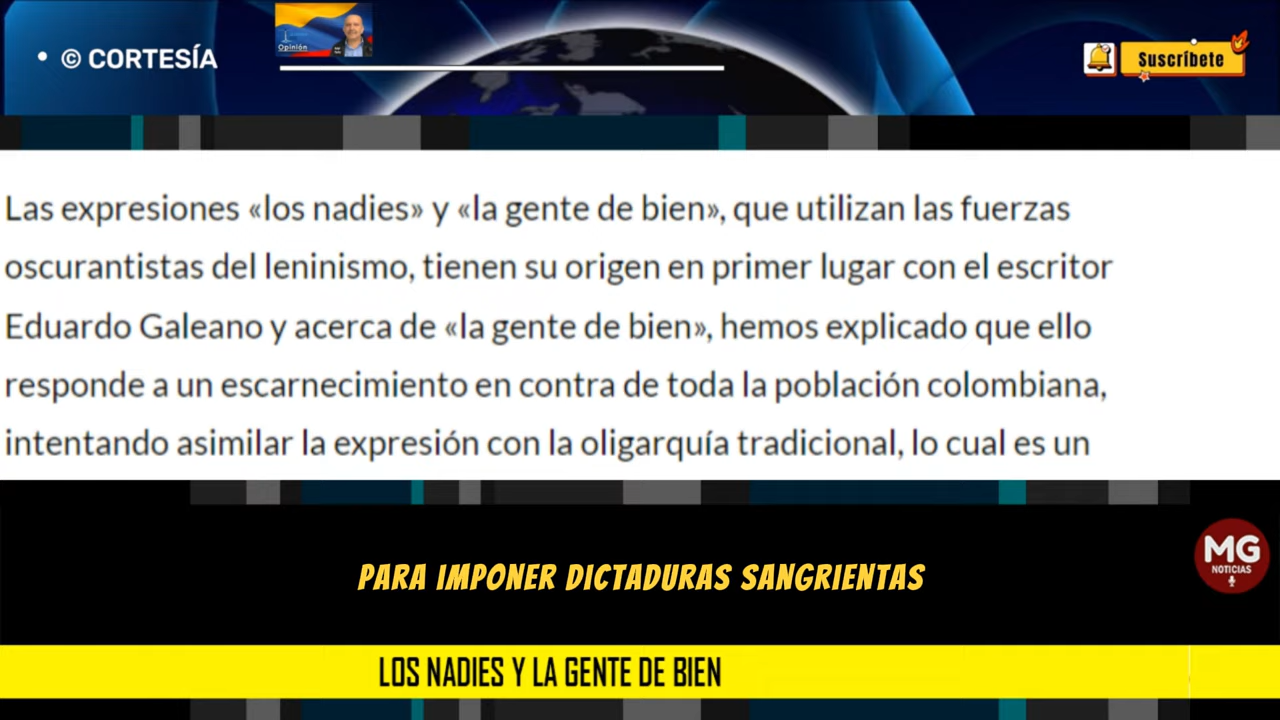 • © CORTESÍA
Opinión
Suscríbete
Las expresiones «los nadies» y «la gente de bien», que utilizan las fuerzas
oscurantistas del leninismo, tienen su origen en primer lugar con el escritor
Eduardo Galeano y acerca de «la gente de bien», hemos explicado que ello
responde a un escarnecimiento en contra de toda la población colombiana,
intentando asimilar la expresión con la oligarquía tradicional, lo cual es un
MG
NOTICIAS
PARA IMPONER DICTADURAS SANGRIENTAS
LOS NADIES Y LA GENTE DE BIEN